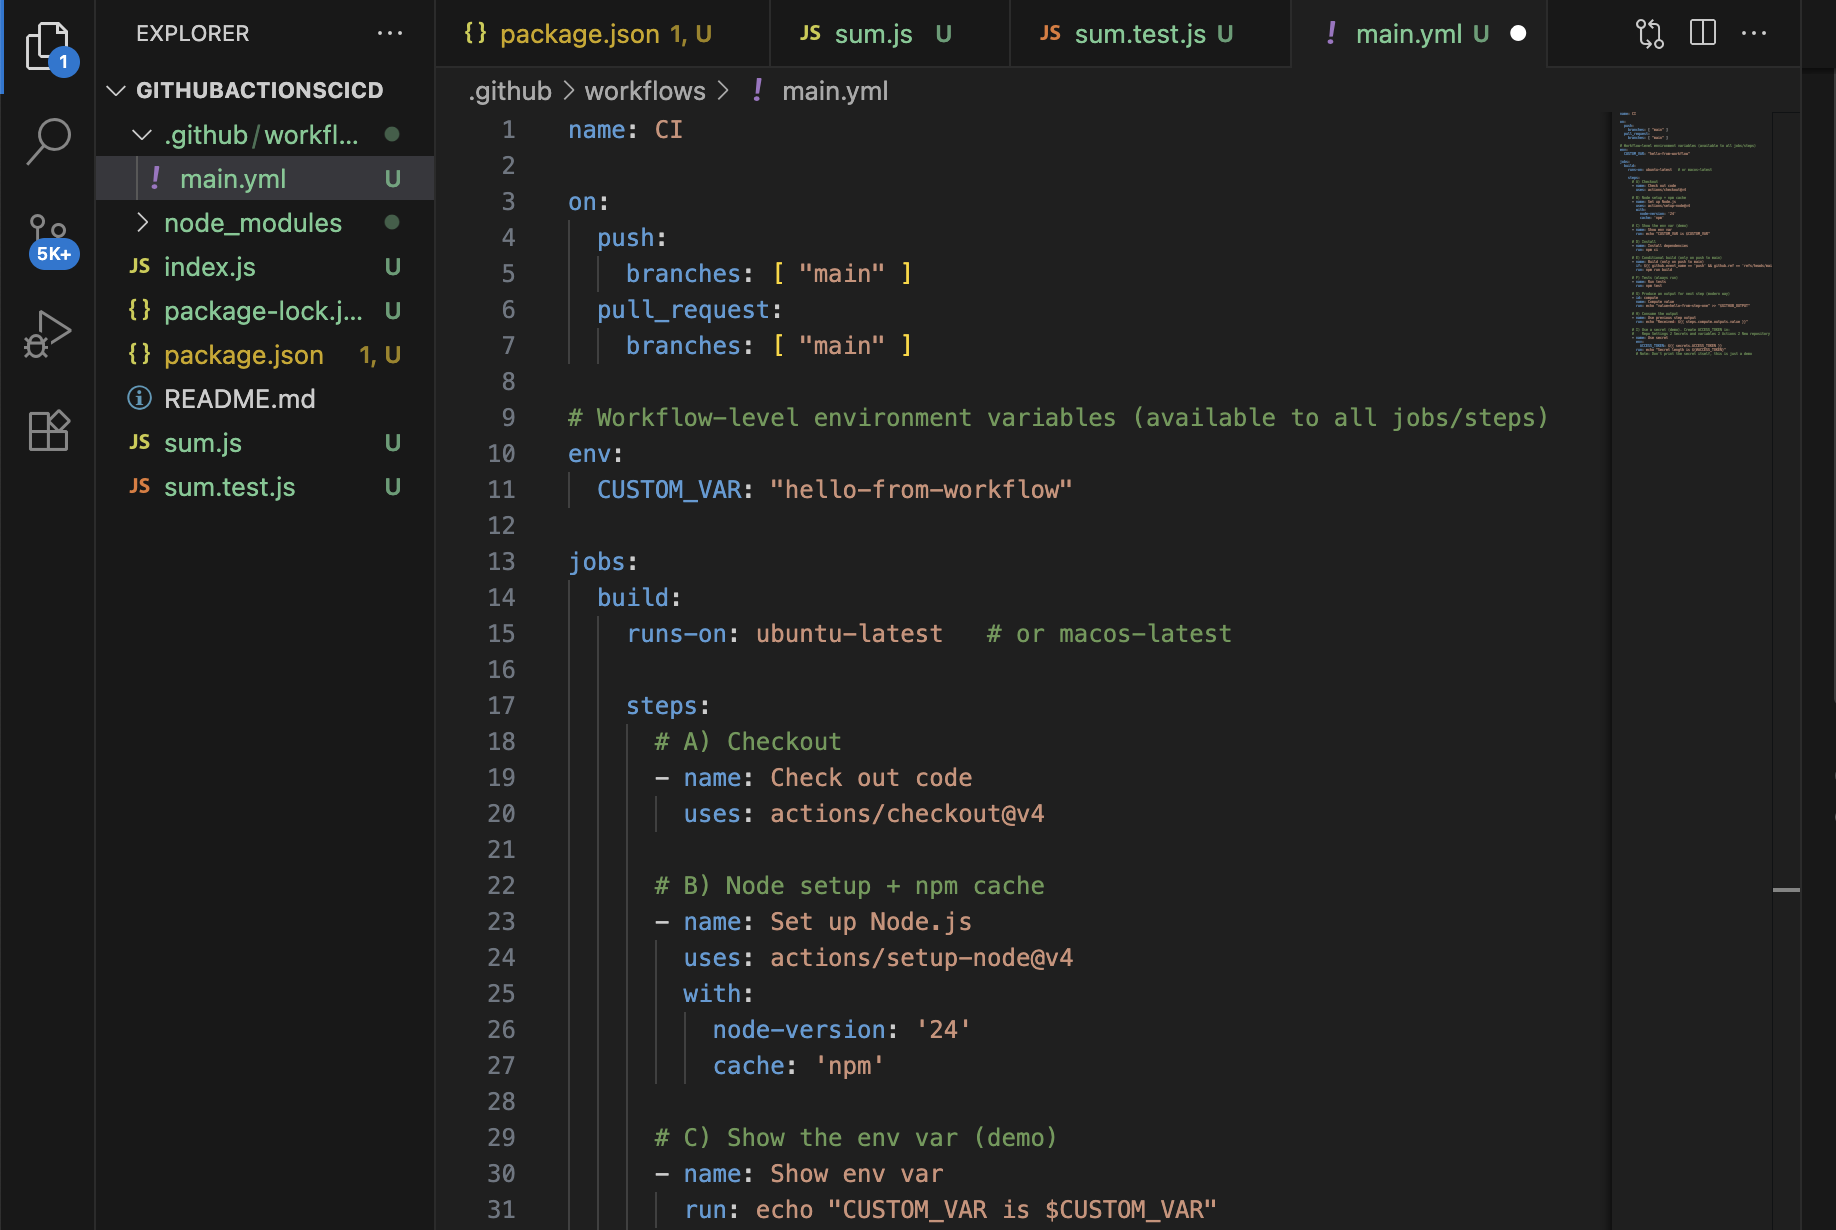 EXPLORER
GITHUBACTIONSCICD
.github/workfl...
main.yml U
node_modules
JS index.js U
{} package-lock.j... U
{} package.json 1, U
README.md
JS sum.js U
JS sum.test.js U
1
5K+
{} package.json 1, U
JS sum.js U
JS sum.test.js U
! main.yml U
.github > workflows > ! main.yml
1 name: CI
2
3 on:
4   push:
5     branches: [ "main" ]
6   pull_request:
7     branches: [ "main" ]
8
9 # Workflow-level environment variables (available to all jobs/steps)
10 env:
11   CUSTOM_VAR: "hello-from-workflow"
12
13 jobs:
14   build:
15     runs-on: ubuntu-latest   # or macos-latest
16
17     steps:
18       # A) Checkout
19       - name: Check out code
20         uses: actions/checkout@v4
21
22       # B) Node setup + npm cache
23       - name: Set up Node.js
24         uses: actions/setup-node@v4
25         with:
26           node-version: '24'
27           cache: 'npm'
28
29       # C) Show the env var (demo)
30       - name: Show env var
31         run: echo "CUSTOM_VAR is $CUSTOM_VAR"